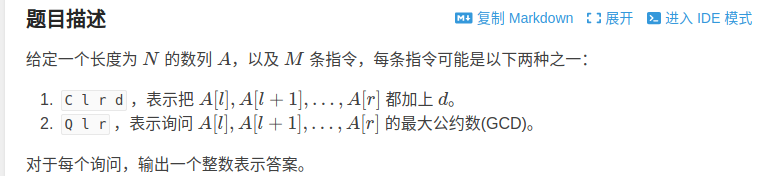 题目描述
复制 Markdown 展开 进入 IDE 模式
给定一个长度为 N 的数列 A，以及 M 条指令，每条指令可能是以下两种之一：
1. C l r d ，表示把 A[l], A[l + 1], . . . , A[r] 都加上 d。
2. Q l r ，表示询问 A[l], A[l + 1], . . . , A[r] 的最大公约数(GCD)。
对于每个询问，输出一个整数表示答案。